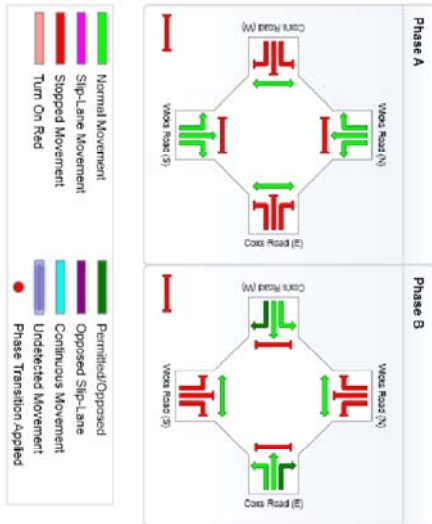 Phase A
Wicks Road (N)
Coxs Road (W)
Coxs Road (E)
Wicks Road (S)
Phase B
Wicks Road (N)
Coxs Road (W)
Coxs Road (E)
Wicks Road (S)
Normal Movement
Slip-Lane Movement
Stopped Movement
Turn On Red
Permitted/Opposed
Opposed Slip-Lane
Continuous Movement
Undetected Movement
Phase Transition Applied